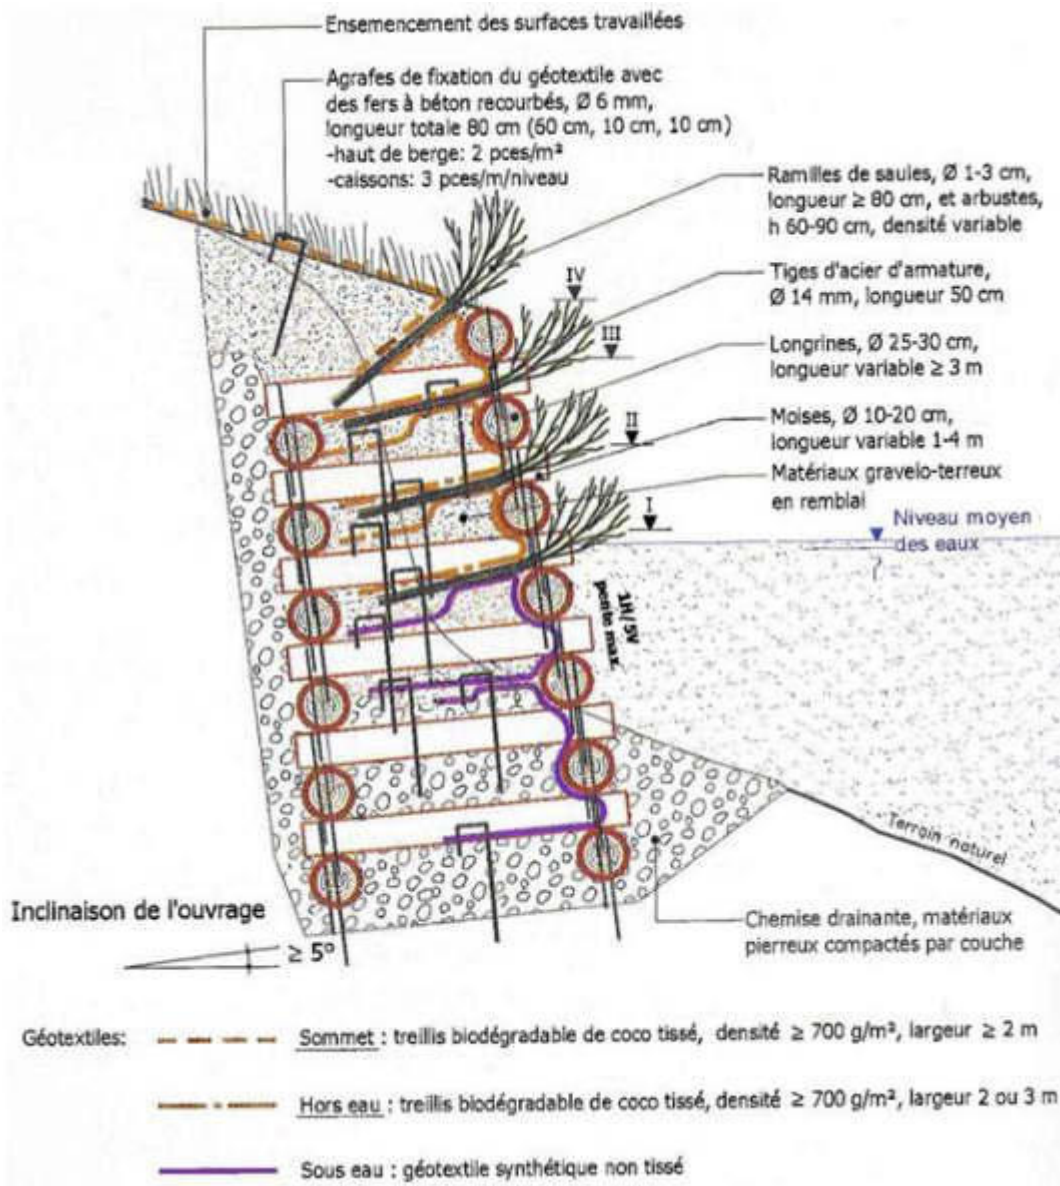 Ensemencement des surfaces travaillées
Agrafes de fixation du géotextile avec
des fers à béton recourbés, Ø 6 mm,
longueur totale 80 cm (60 cm, 10 cm, 10 cm)
-haut de berge: 2 pces/m²
-caissons: 3 pces/m/niveau
Ramilles de saules, Ø 1-3 cm,
longueur ≥ 80 cm, et arbustes,
h 60-90 cm, densité variable
IV
Tiges d'acier d'armature,
Ø 14 mm, longueur 50 cm
III
Longrines, Ø 25-30 cm,
longueur variable ≥ 3 m
II
Moises, Ø 10-20 cm,
longueur variable 1-4 m
Matériaux gravelo-terreux
en remblai
I
Niveau moyen
des eaux
1H/5V
pente max.
Terrain naturel
Inclinaison de l'ouvrage
≥ 5°
Chemise drainante, matériaux
pierreux compactés par couche
Géotextiles:
Sommet : treillis biodégradable de coco tissé, densité ≥ 700 g/m², largeur ≥ 2 m
Hors eau : treillis biodégradable de coco tissé, densité ≥ 700 g/m², largeur 2 ou 3 m
Sous eau : géotextile synthétique non tissé